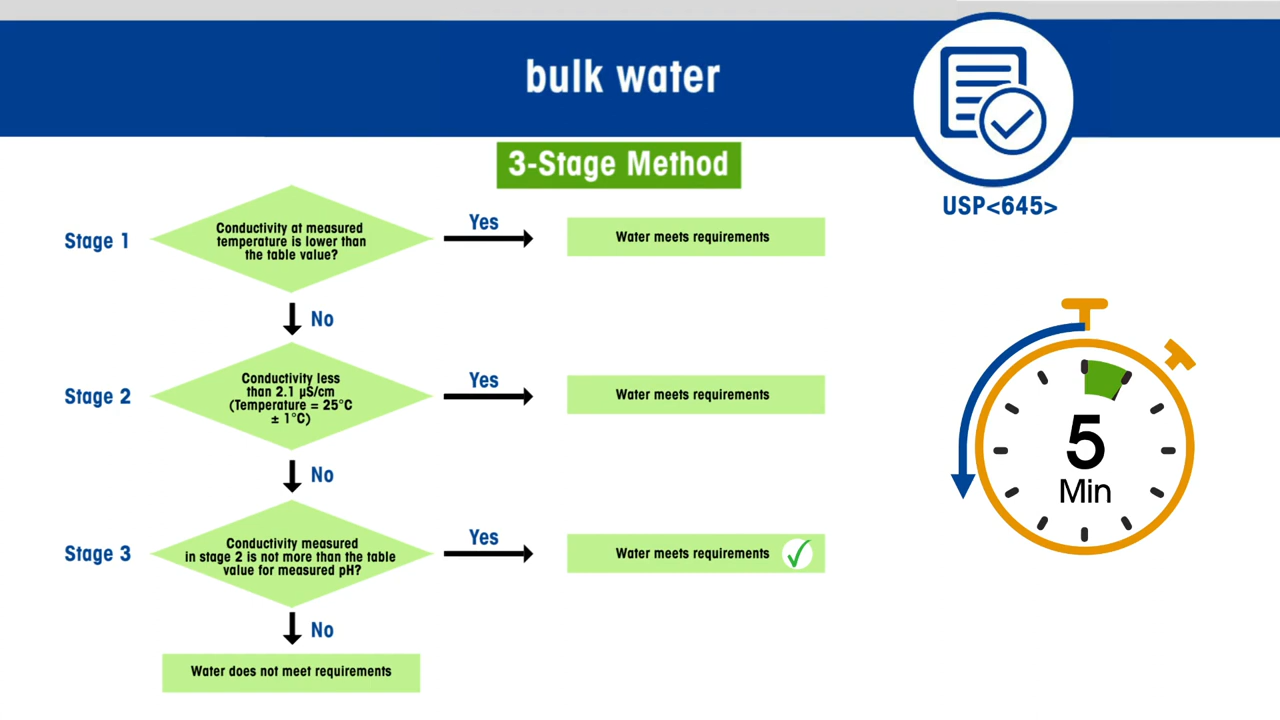 bulk water
3-Stage Method
USP<645>
Stage 1
Conductivity at measured
temperature is lower than
the table value?
Yes
Water meets requirements
No
Stage 2
Conductivity less
than 2.1 µS/cm
(Temperature = 25°C
± 1°C)
Yes
Water meets requirements
No
Stage 3
Conductivity measured
in stage 2 is not more than the table
value for measured pH?
Yes
Water meets requirements
No
Water does not meet requirements
5
Min